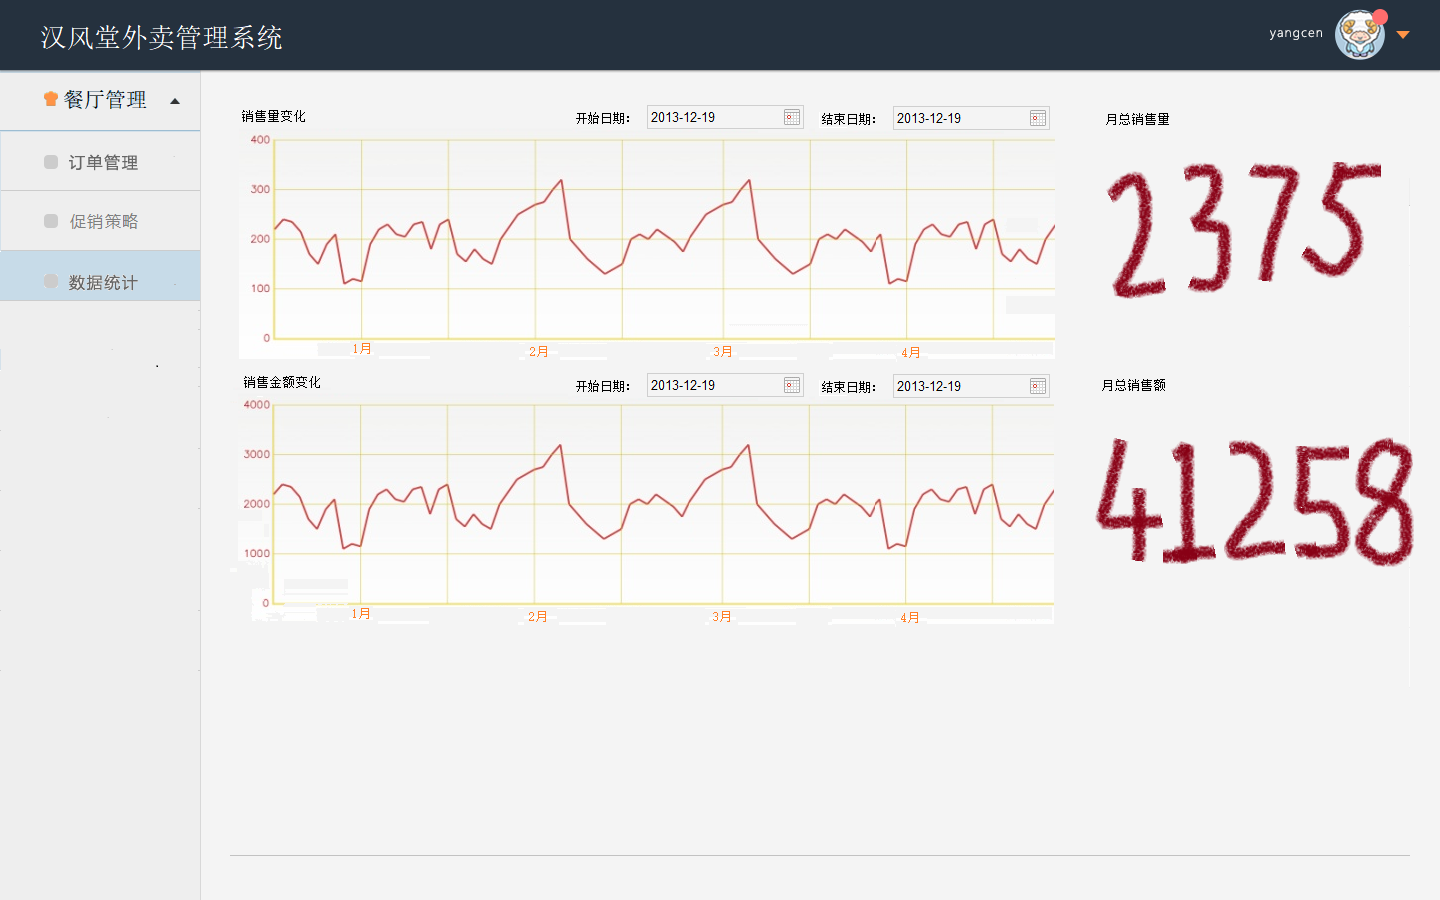 汉风堂外卖管理系统
yangcen
餐厅管理
订单管理
促销策略
数据统计
销售量变化
开始日期: 2013-12-19
结束日期: 2013-12-19
400
300
200
100
0
1月 2月 3月 4月
月总销售量
2375
销售金额变化
开始日期: 2013-12-19
结束日期: 2013-12-19
4000
3000
2000
1000
0
1月 2月 3月 4月
月总销售额
41258